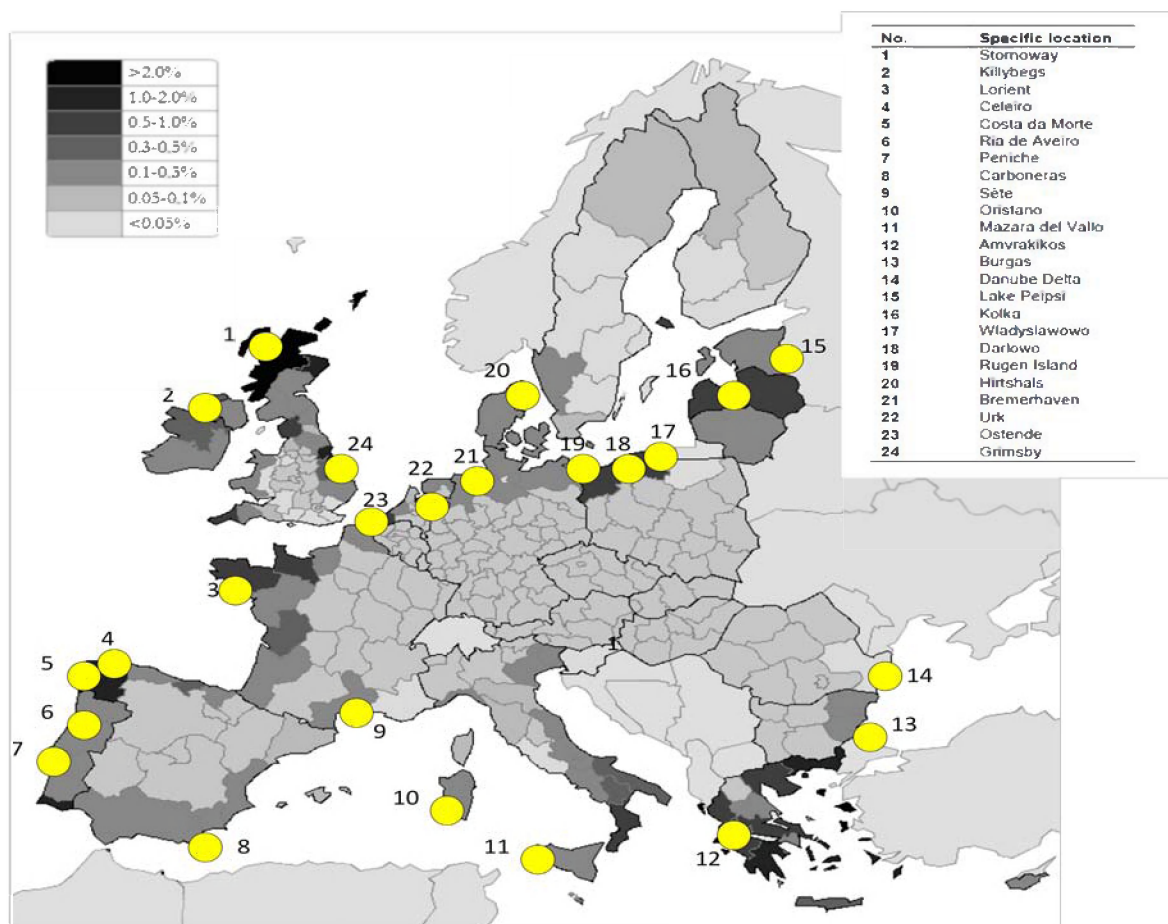 >2.0%
1.0-2.0%
0.5-1.0%
0.3-0.5%
0.1-0.3%
0.05-0.1%
<0.05%
No. Specific location
1 Stornoway
2 Killybegs
3 Lorient
4 Celeiro
5 Costa da Morte
6 Ria de Aveiro
7 Peniche
8 Carboneras
9 Sète
10 Oristano
11 Mazara del Vallo
12 Amvrakikos
13 Burgas
14 Danube Delta
15 Lake Peipsi
16 Kolka
17 Wladyslawowo
18 Darlowo
19 Rugen Island
20 Hirtshals
21 Bremerhaven
22 Urk
23 Ostende
24 Grimsby
1
2
20
16
15
24
19
18
17
21
22
23
3
4
5
6
7
1
14
13
9
10
8
11
12